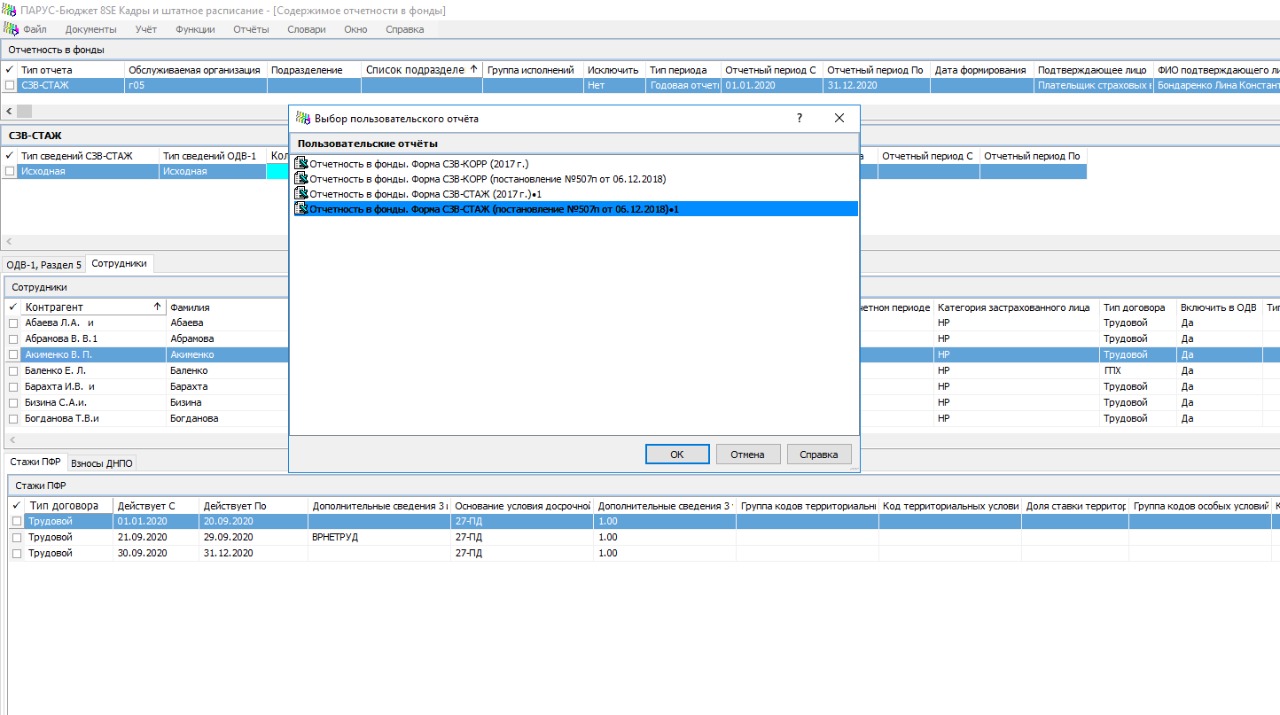 ПАРУС-Бюджет 8SE Кадры и штатное расписание - [Содержимое отчетности в фонды]
Файл Документы Учёт Функции Отчёты Словари Окно Справка
Отчетность в фонды
Тип отчета Обслуживаемая организация Подразделение Список подразделе Группа исполнений Исключить Тип периода Отчетный период С Отчетный период По Дата формирования Подтверждающее лицо ФИО подтверждающего
СЗВ-СТАЖ г05 Нет Годовая отчет 01.01.2020 31.12.2020 Плательщик страховых Бондаренко Лина Констант
Выбор пользовательского отчёта ?
СЗВ-СТАЖ
Пользовательские отчёты
Тип сведений СЗВ-СТАЖ Тип сведений ОДВ-1 Кол Отчетный период С Отчетный период По
Исходная Исходная
Отчетность в фонды. Форма СЗВ-КОРР (2017 г.)
Отчетность в фонды. Форма СЗВ-КОРР (постановление №507п от 06.12.2018)
Отчетность в фонды. Форма СЗВ-СТАЖ (2017 г.)•1
Отчетность в фонды. Форма СЗВ-СТАЖ (постановление №507п от 06.12.2018)•1
ОДВ-1, Раздел 5 Сотрудники
Сотрудники
Контрагент Фамилия етном периоде Категория застрахованного лица Тип договора Включить в ОДВ Тип
Абаева Л.А. и Абаева НР Трудовой Да
Абрамова В. В.1 Абрамова НР Трудовой Да
Акименко В. П. Акименко НР Трудовой Да
Баленко Е. Л. Баленко НР ГПХ Да
Барахта И.В. и Барахта НР Трудовой Да
Бизина С.А.и. Бизина НР Трудовой Да
Богданова Т.В.и Богданова НР Трудовой Да
ОК Отмена Справка
Стажи ПФР Взносы ДНПО
Стажи ПФР
Тип договора Действует С Действует По Дополнительные сведения З Основание условия досрочной Дополнительные сведения З Группа кодов территориальн Код территориальных услови Доля ставки территор Группа кодов особых условий К
Трудовой 01.01.2020 20.09.2020 27-ПД 1.00
Трудовой 21.09.2020 29.09.2020 ВРНЕТРУД 27-ПД 1.00
Трудовой 30.09.2020 31.12.2020 27-ПД 1.00